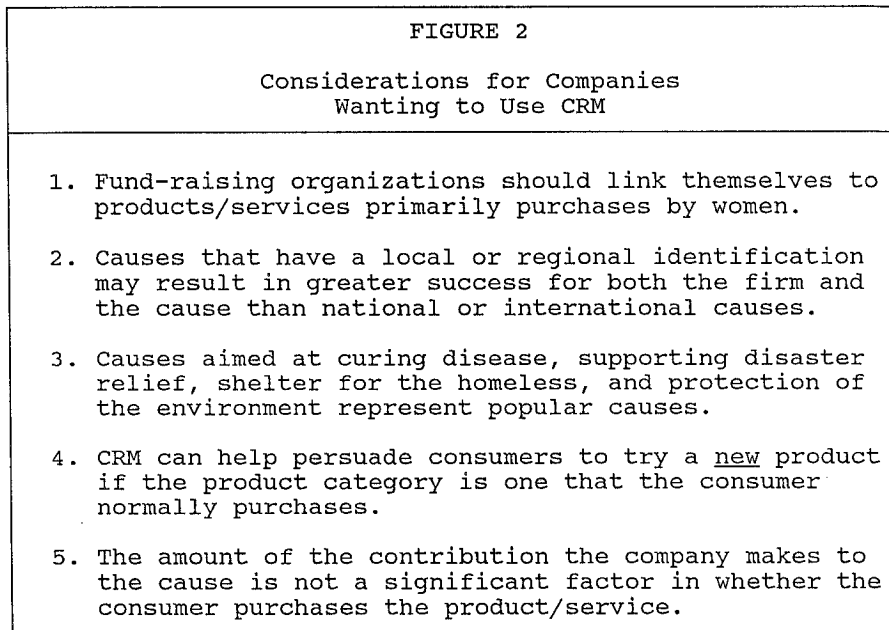 FIGURE 2
Considerations for Companies
Wanting to Use CRM
1. Fund-raising organizations should link themselves to
products/services primarily purchases by women.
2. Causes that have a local or regional identification
may result in greater success for both the firm and
the cause than national or international causes.
3. Causes aimed at curing disease, supporting disaster
relief, shelter for the homeless, and protection of
the environment represent popular causes.
4. CRM can help persuade consumers to try a new product
if the product category is one that the consumer
normally purchases.
5. The amount of the contribution the company makes to
the cause is not a significant factor in whether the
consumer purchases the product/service.